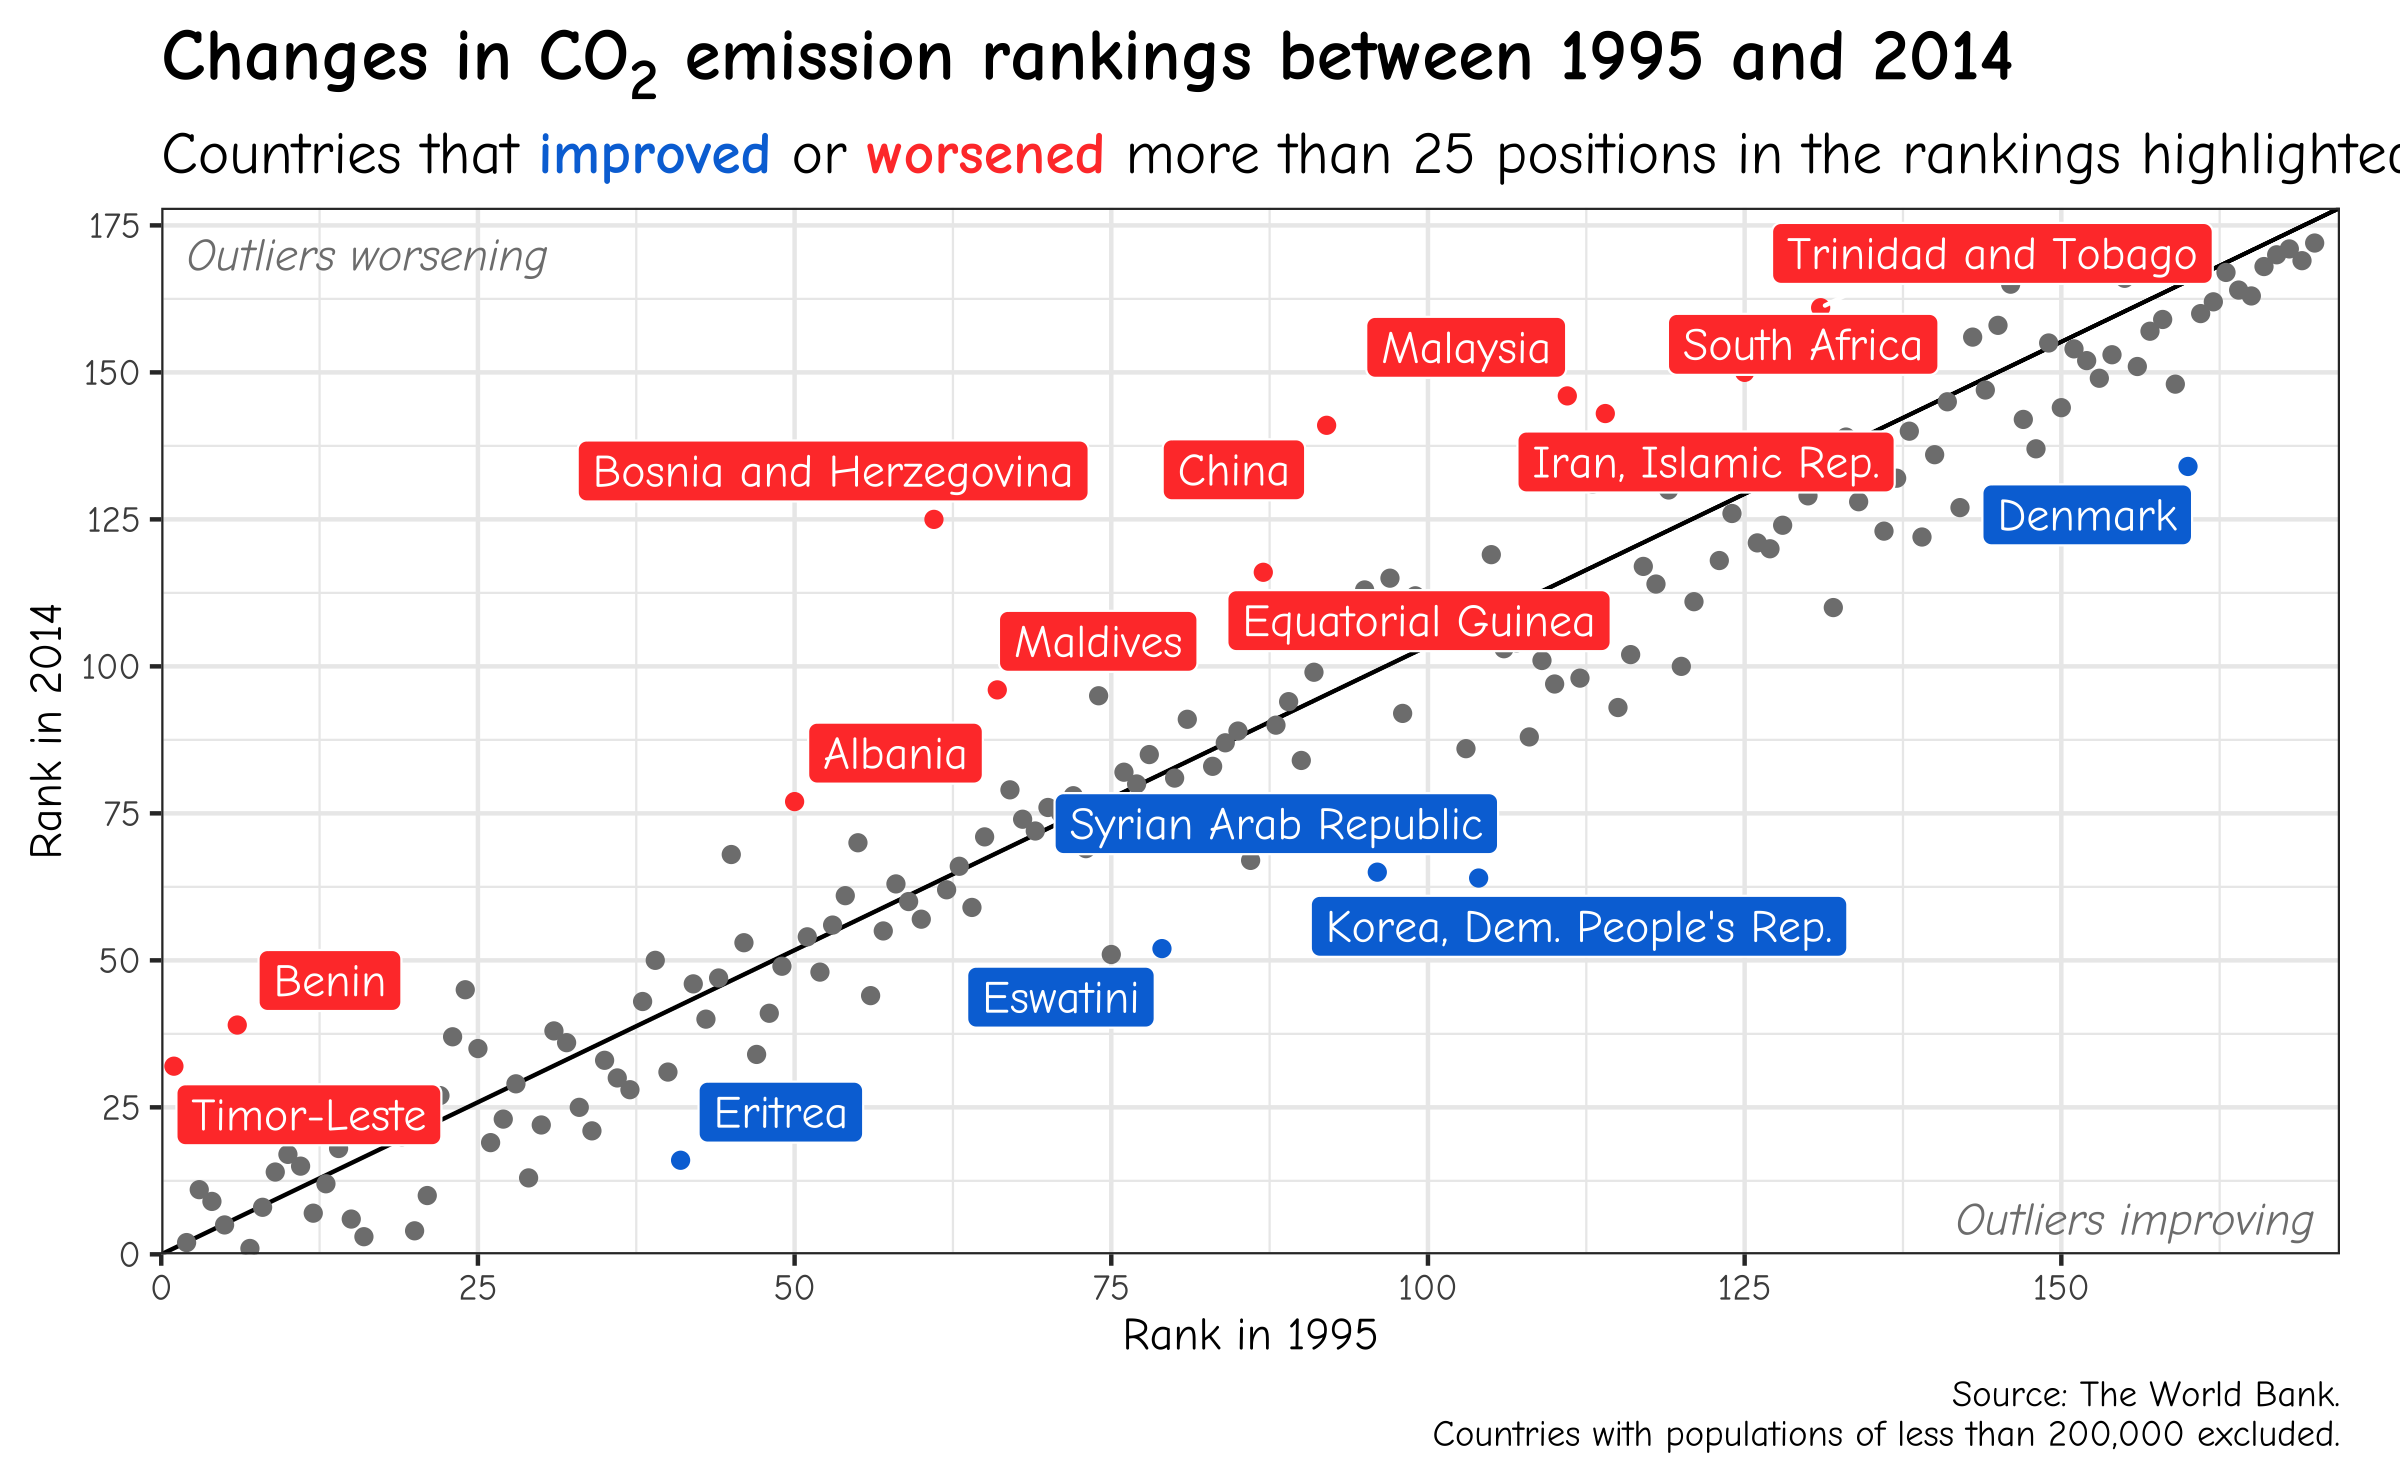 Changes in CO₂ emission rankings between 1995 and 2014
Countries that improved or worsened more than 25 positions in the rankings highlighted
175
Outliers worsening
Trinidad and Tobago
Malaysia
South Africa
150
Bosnia and Herzegovina
China
Iran, Islamic Rep.
125
Denmark
Equatorial Guinea
Maldives
100
Albania
Syrian Arab Republic
75
Korea, Dem. People's Rep.
50
Benin
Eswatini
Timor-Leste
25
Eritrea
Outliers improving
0
Rank in 2014
0 25 50 75 100 125 150
Rank in 1995
Source: The World Bank.
Countries with populations of less than 200,000 excluded.